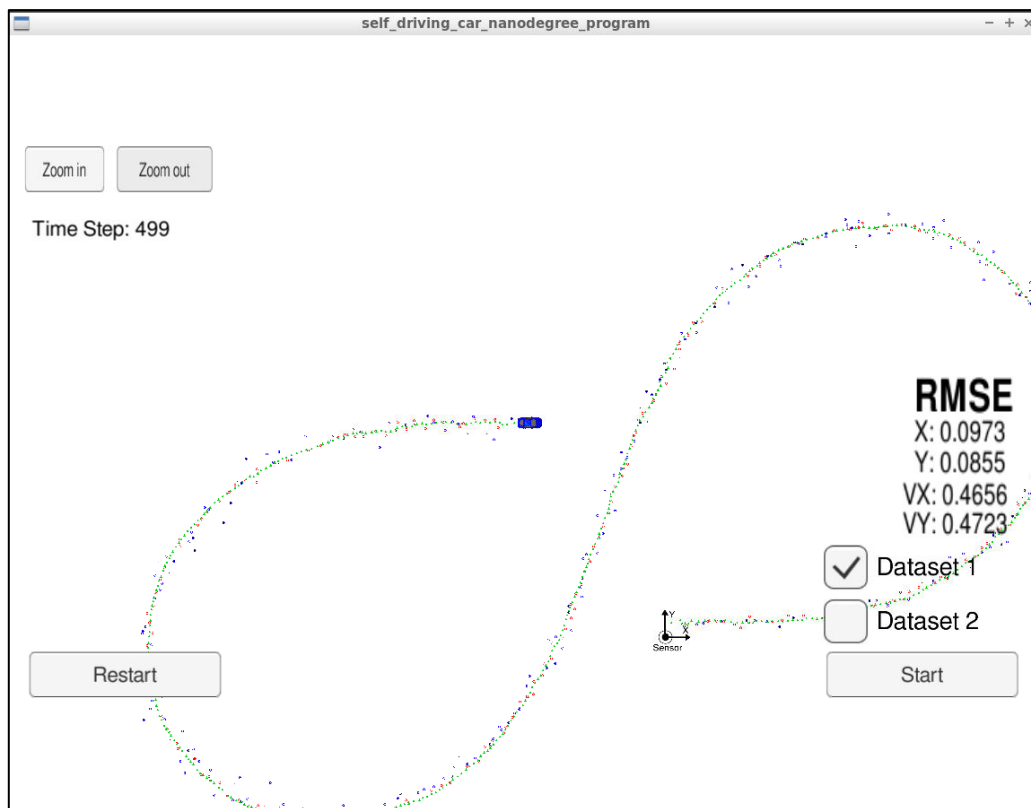 self_driving_car_nanodegree_program
Zoom in
Zoom out
Time Step: 499
RMSE
X: 0.0973
Y: 0.0855
VX: 0.4656
VY: 0.4723
Dataset 1
Dataset 2
Y
X
Sensor
Restart
Start